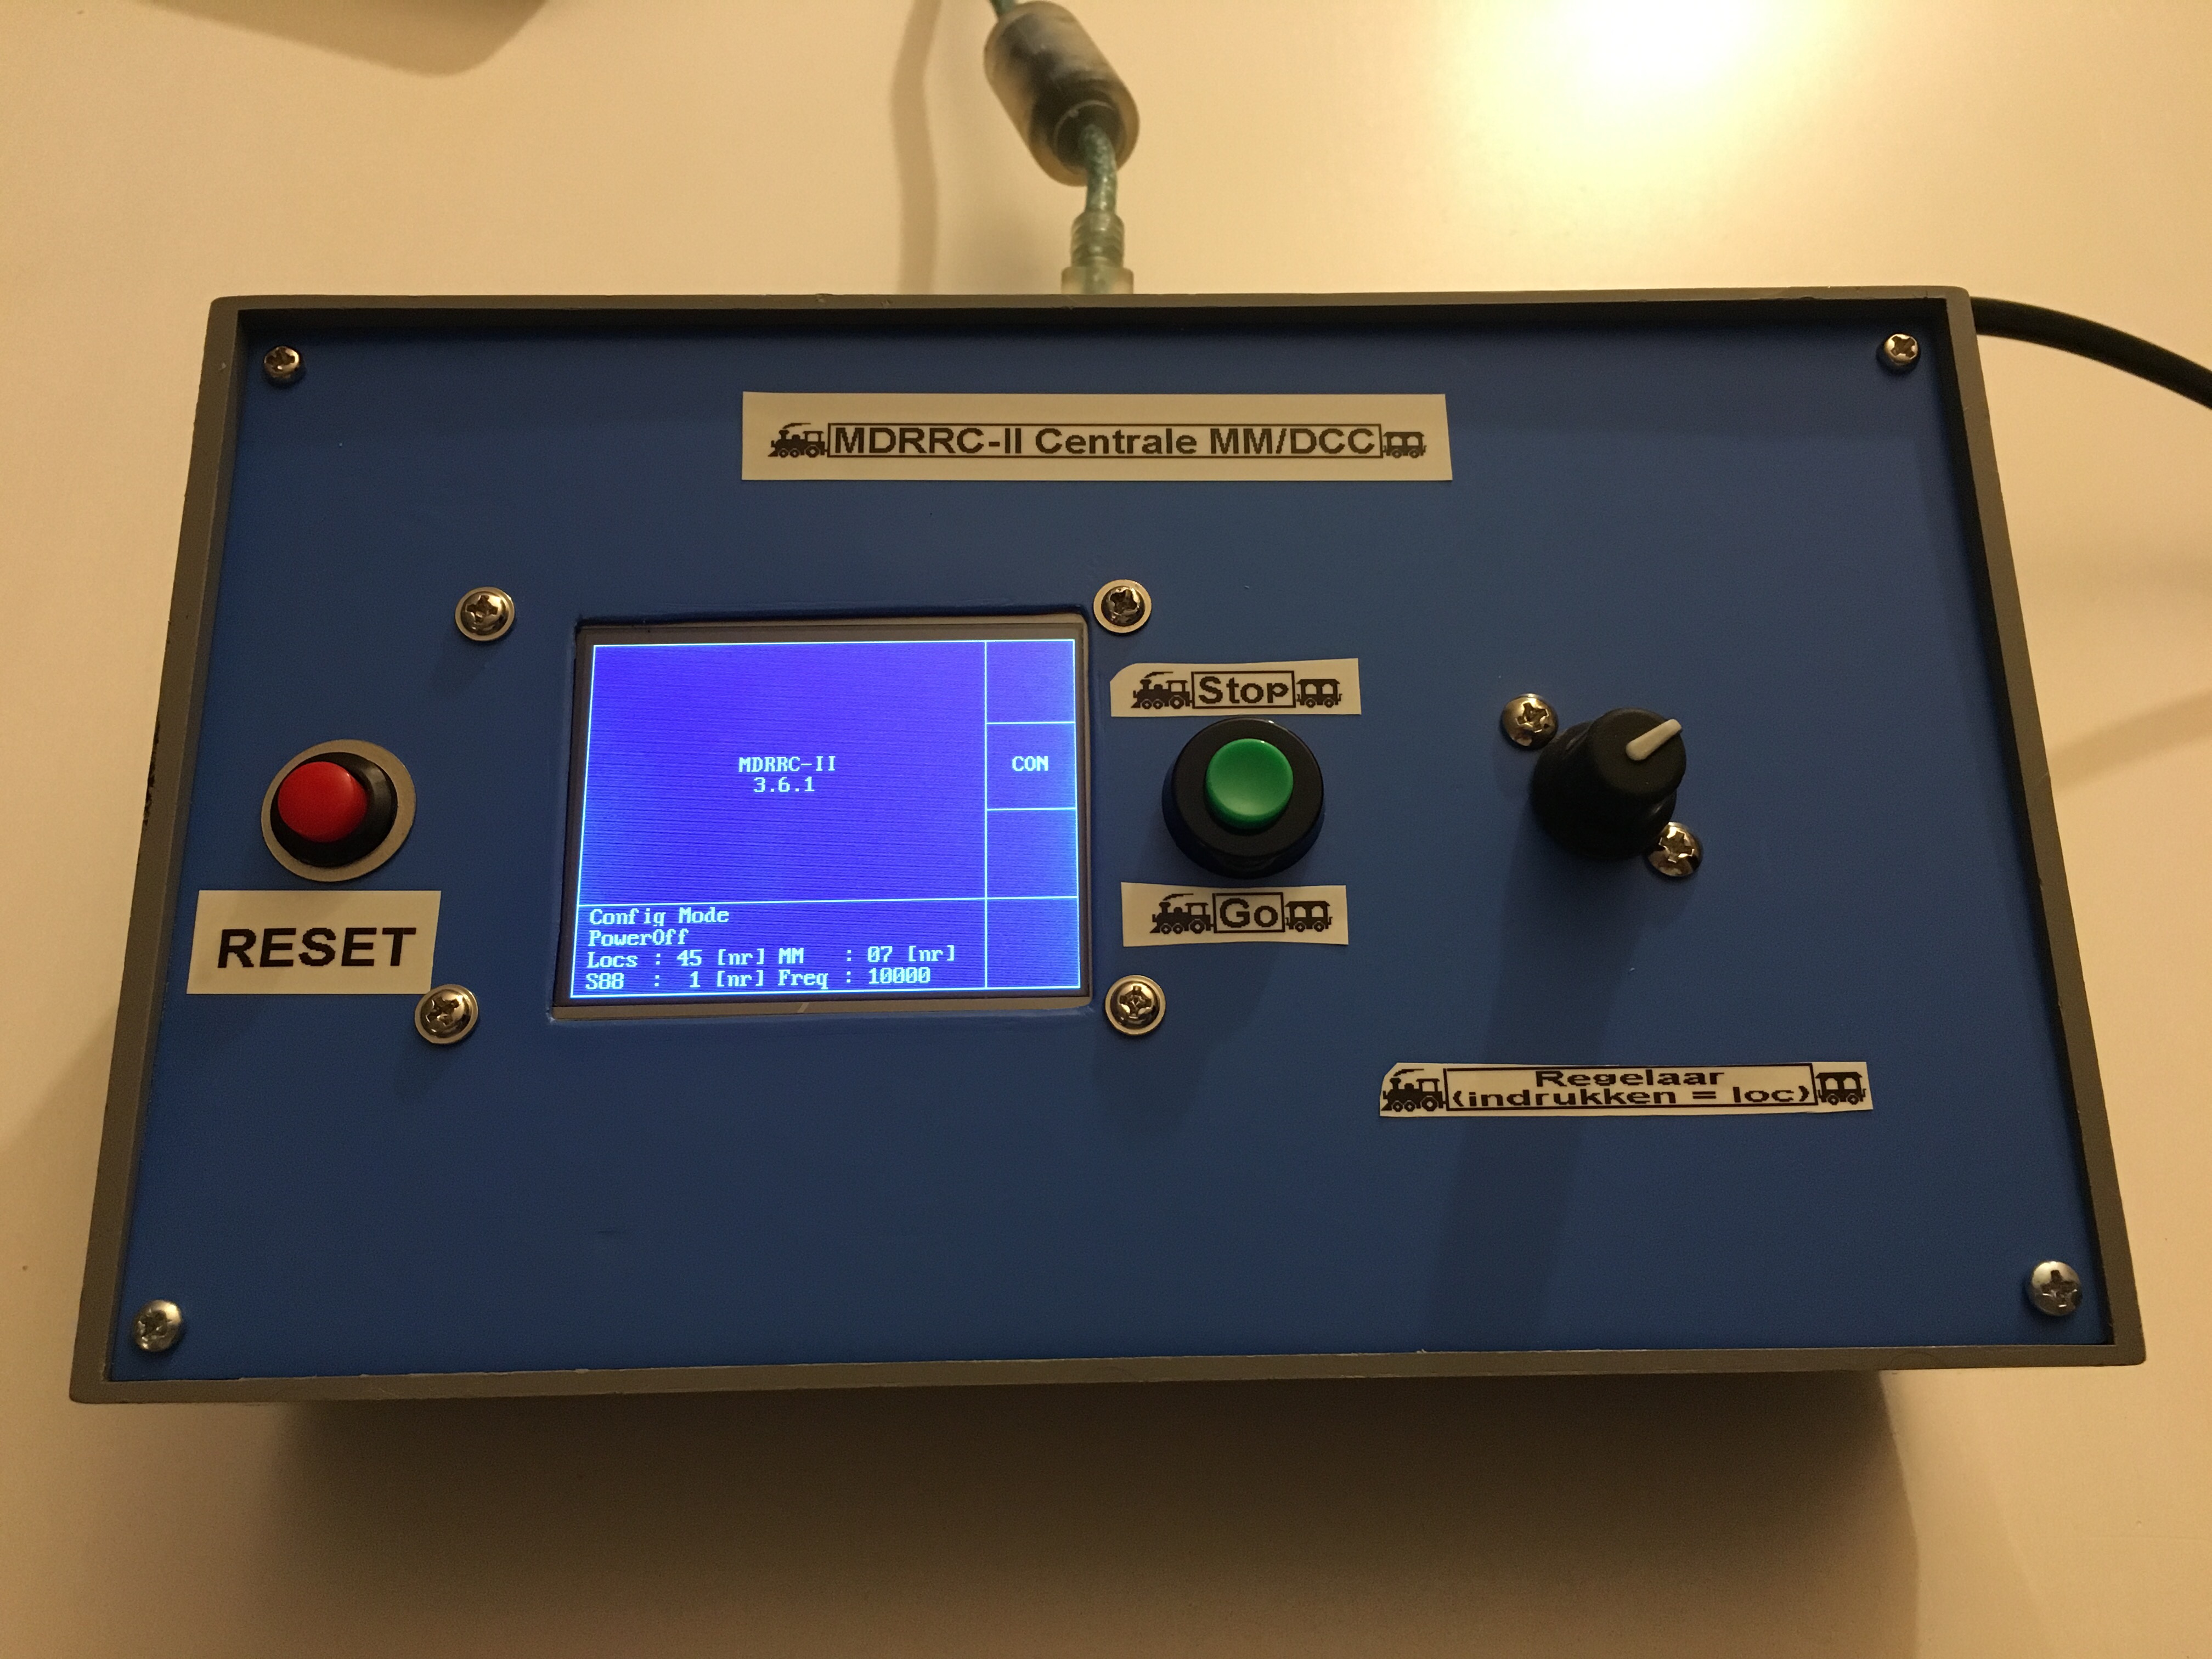 MDRRC-II Centrale MM/DCC
Stop
MDRRC-II
3.6.1
CON
Go
RESET
Config Mode
PowerOff
Locs : 45 [nr] MM : 07 [nr]
S88 : 1 [nr] Freq : 10000
Regelaar
(indrukken = loc)